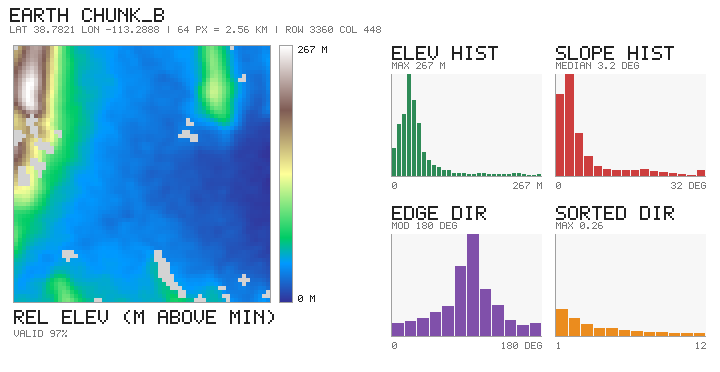 EARTH CHUNK_B
LAT 38.7821 LON -113.2888 | 64 PX = 2.56 KM | ROW 3360 COL 448
267 M
0 M
REL ELEV (M ABOVE MIN)
VALID 97%
ELEV HIST
MAX 267 M
0 267 M
SLOPE HIST
MEDIAN 3.2 DEG
0 32 DEG
EDGE DIR
MOD 180 DEG
0 180 DEG
SORTED DIR
MAX 0.26
1 12